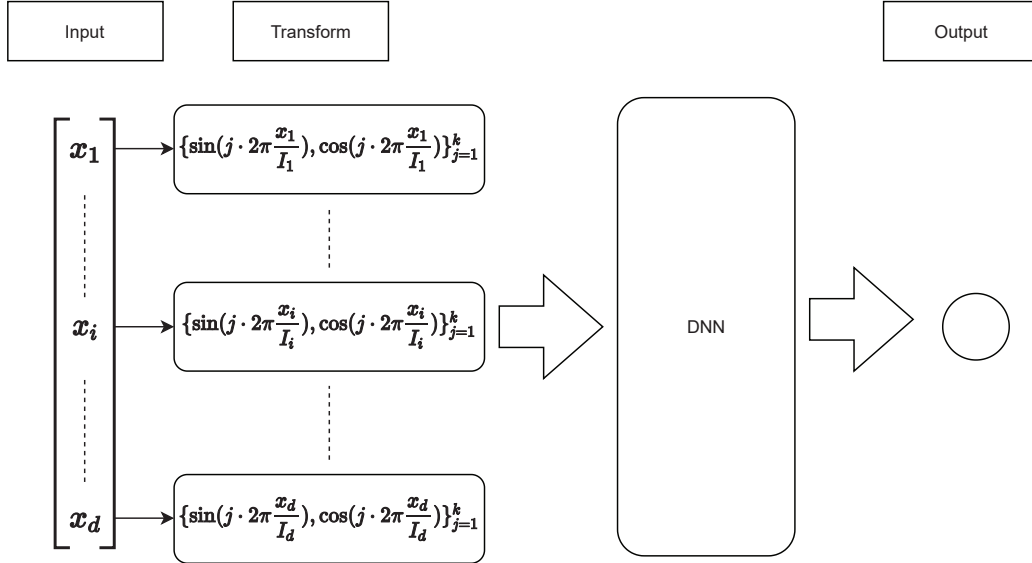 Input
Transform
Output
x_1
{sin(j · 2π x_1/I_1), cos(j · 2π x_1/I_1)}_{j=1}^k
x_i
{sin(j · 2π x_i/I_i), cos(j · 2π x_i/I_i)}_{j=1}^k
DNN
x_d
{sin(j · 2π x_d/I_d), cos(j · 2π x_d/I_d)}_{j=1}^k